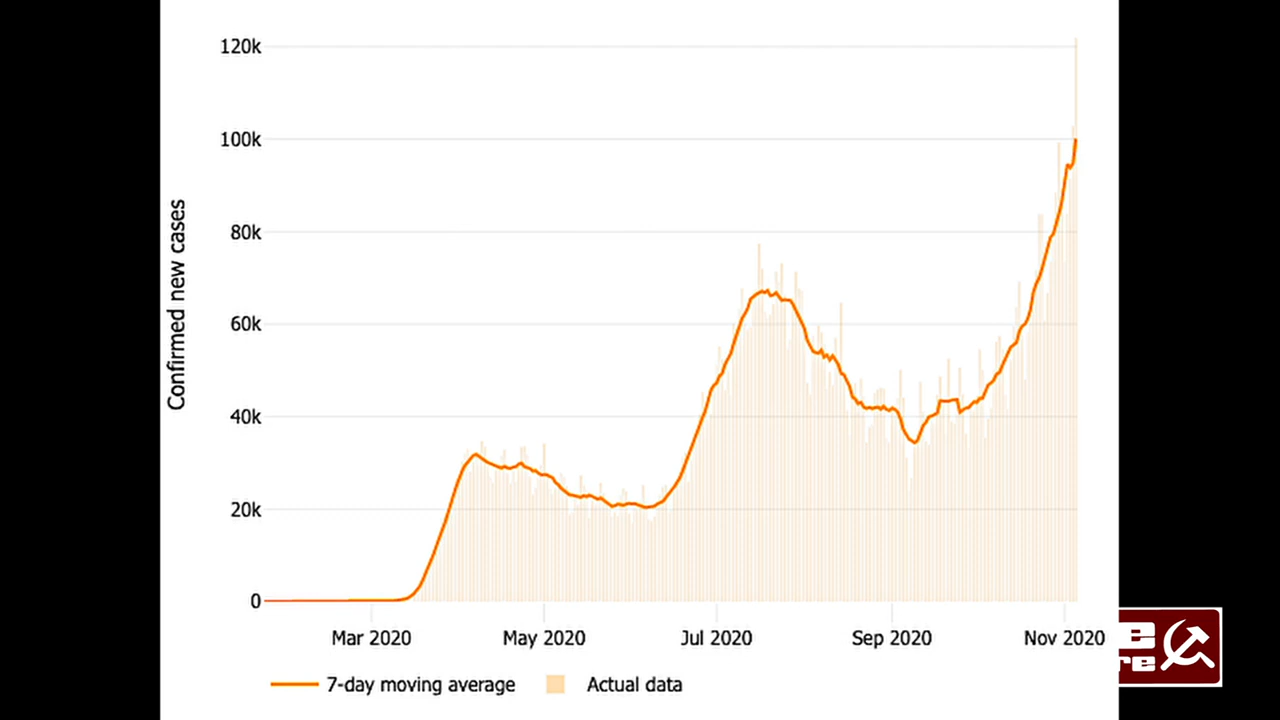 120k
100k
80k
60k
40k
20k
0
Confirmed new cases
Mar 2020
May 2020
Jul 2020
Sep 2020
Nov 2020
7-day moving average
Actual data